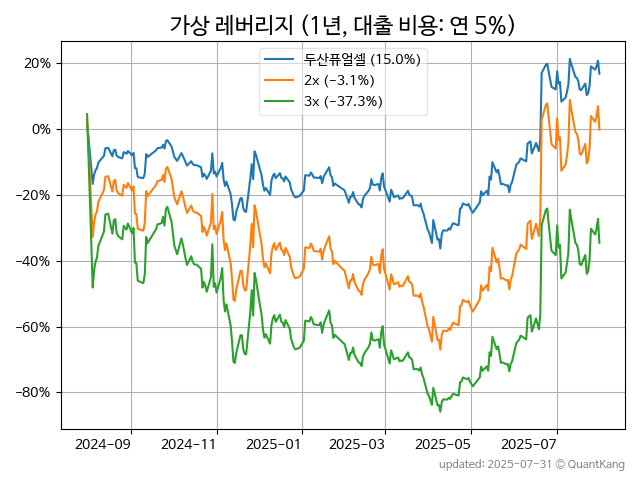 가상 레버리지 (1년, 대출 비용: 연 5%)
두산퓨얼셀 (15.0%)
2x (−3.1%)
3x (−37.3%)
20%
0%
−20%
−40%
−60%
−80%
2024-09 2024-11 2025-01 2025-03 2025-05 2025-07
updated: 2025-07-31 © QuantKang